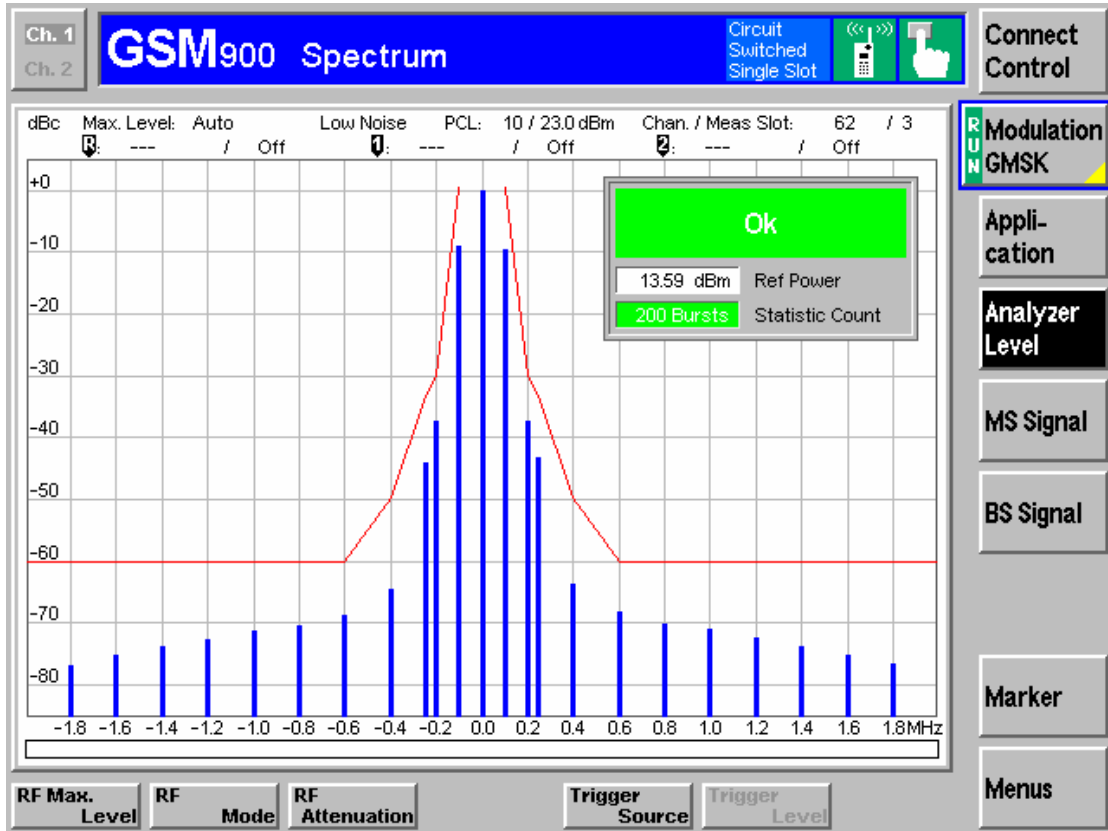 Ch. 1
Ch. 2
GSM900 Spectrum
Circuit
Switched
Single Slot
Connect
Control
dBc Max. Level: Auto Low Noise PCL: 10 / 23.0 dBm Chan. / Meas Slot: 62 / 3
R: --- / Off 1: --- / Off 2: --- / Off
RUN
Modulation
GMSK
+0
-10
-20
-30
-40
-50
-60
-70
-80
Ok
13.59 dBm Ref Power
200 Bursts Statistic Count
-1.8 -1.6 -1.4 -1.2 -1.0 -0.8 -0.6 -0.4 -0.2 0.0 0.2 0.4 0.6 0.8 1.0 1.2 1.4 1.6 1.8MHz
Appli-
cation
Analyzer
Level
MS Signal
BS Signal
Marker
Menus
RF Max.
Level
RF
Mode
RF
Attenuation
Trigger
Source
Trigger
Level